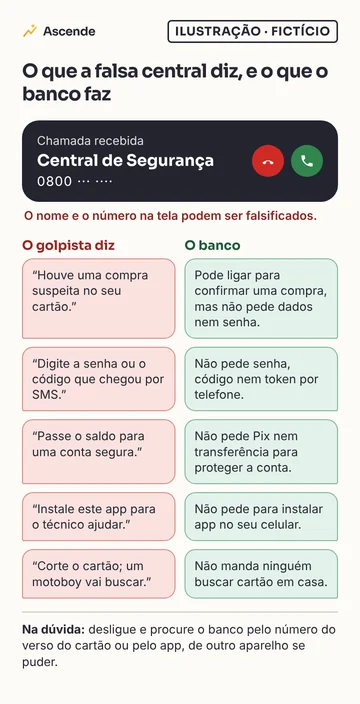 Ascende
ILUSTRAÇÃO · FICTÍCIO
O que a falsa central diz, e o que o
banco faz
Chamada recebida
Central de Segurança
0800 ··· ····
O nome e o número na tela podem ser falsificados.
O golpista diz
O banco
“Houve uma compra
suspeita no seu
cartão.”
Pode ligar para
confirmar uma compra,
mas não pede dados
nem senha.
“Digite a senha ou o
código que chegou por
SMS.”
Não pede senha,
código nem token por
telefone.
“Passe o saldo para
uma conta segura.”
Não pede Pix nem
transferência para
proteger a conta.
“Instale este app para
o técnico ajudar.”
Não pede para instalar
app no seu celular.
“Corte o cartão; um
motoboy vai buscar.”
Não manda ninguém
buscar cartão em casa.
Na dúvida: desligue e procure o banco pelo número do
verso do cartão ou pelo app, de outro aparelho se
puder.